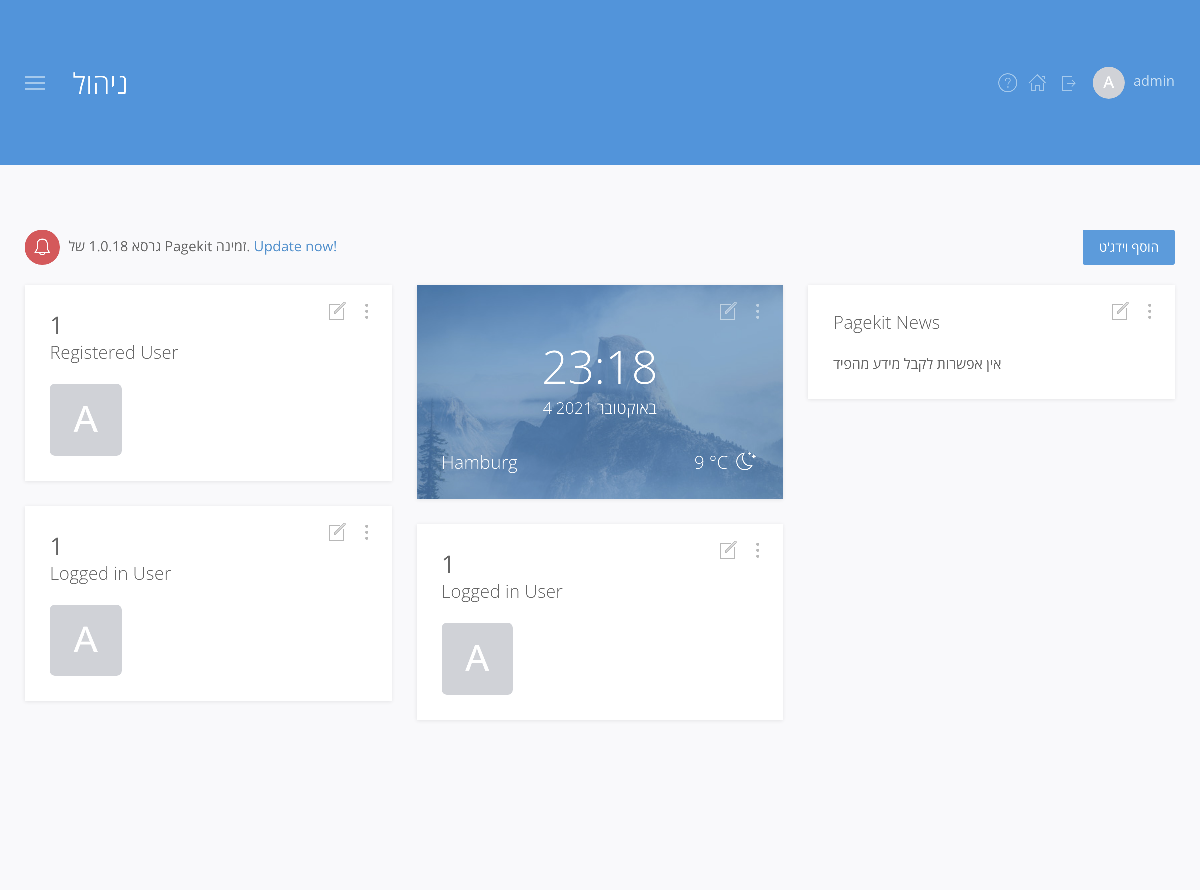 ניהול
admin
גרסא 1.0.18 של Pagekit זמינה. Update now!
הוסף וידג'ט
1
Registered User
A
1
Logged in User
A
23:18
4 באוקטובר 2021
Hamburg
9 °C
1
Logged in User
A
Pagekit News
אין אפשרות לקבל מידע מהפיד
A